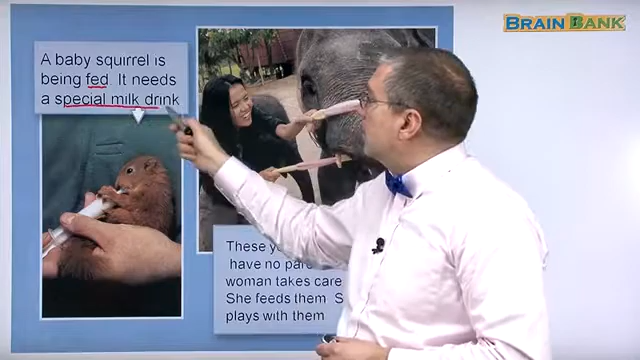 BRAIN BANK
A baby squirrel is
being fed It needs
a special milk drink
These
have no
woman takes care
She feeds them S
plays with them